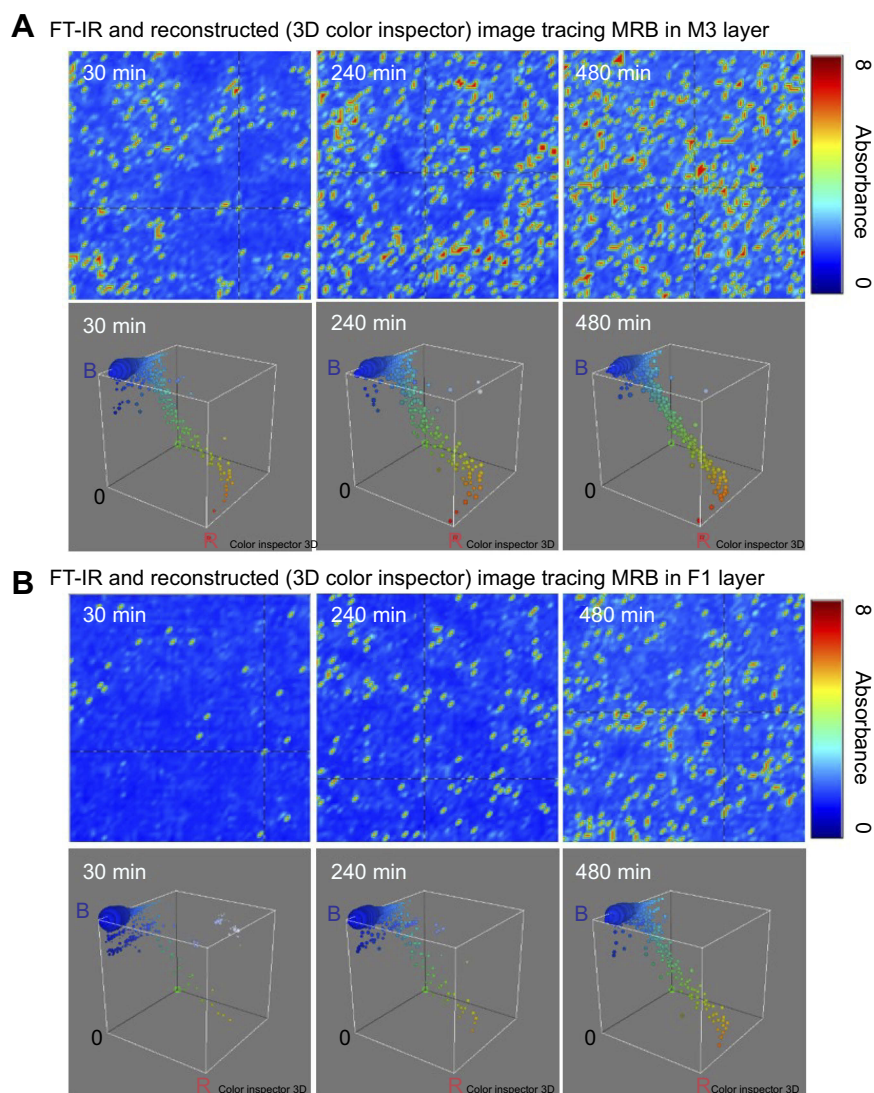 A FT-IR and reconstructed (3D color inspector) image tracing MRB in M3 layer
30 min 240 min 480 min
8
Absorbance
0
30 min 240 min 480 min
B B B
0 0 0
R R R
Color inspector 3D Color inspector 3D Color inspector 3D
B FT-IR and reconstructed (3D color inspector) image tracing MRB in F1 layer
30 min 240 min 480 min
8
Absorbance
0
30 min 240 min 480 min
B B B
0 0 0
R R R
Color inspector 3D Color inspector 3D Color inspector 3D